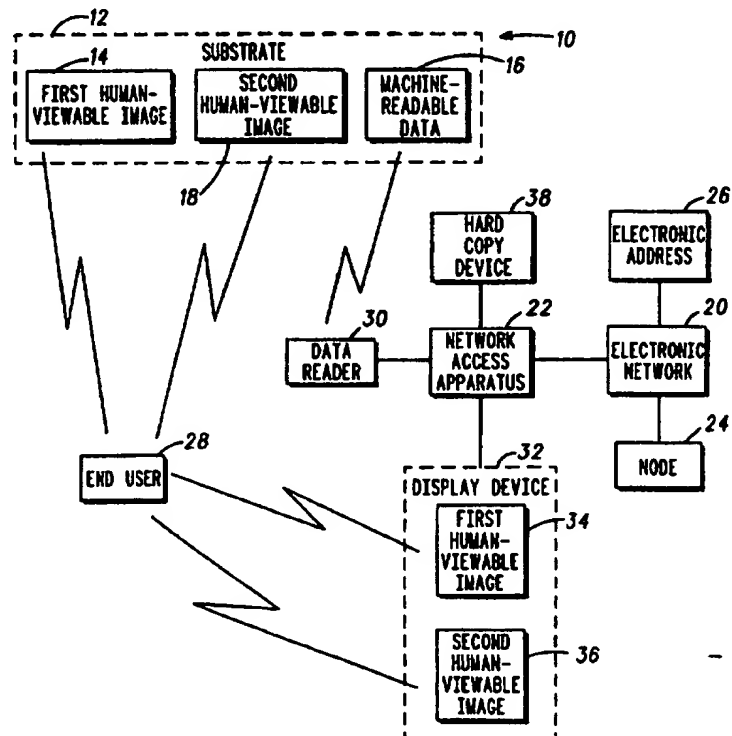 12
10
SUBSTRATE
14
16
FIRST HUMAN-
VIEWABLE IMAGE
SECOND
HUMAN-VIEWABLE
IMAGE
MACHINE-
READABLE
DATA
18
38
HARD
COPY
DEVICE
26
ELECTRONIC
ADDRESS
30
DATA
READER
22
NETWORK
ACCESS
APPARATUS
20
ELECTRONIC
NETWORK
24
NODE
28
END USER
32
DISPLAY DEVICE
FIRST
HUMAN-
VIEWABLE
IMAGE
34
SECOND
HUMAN-
VIEWABLE
IMAGE
36